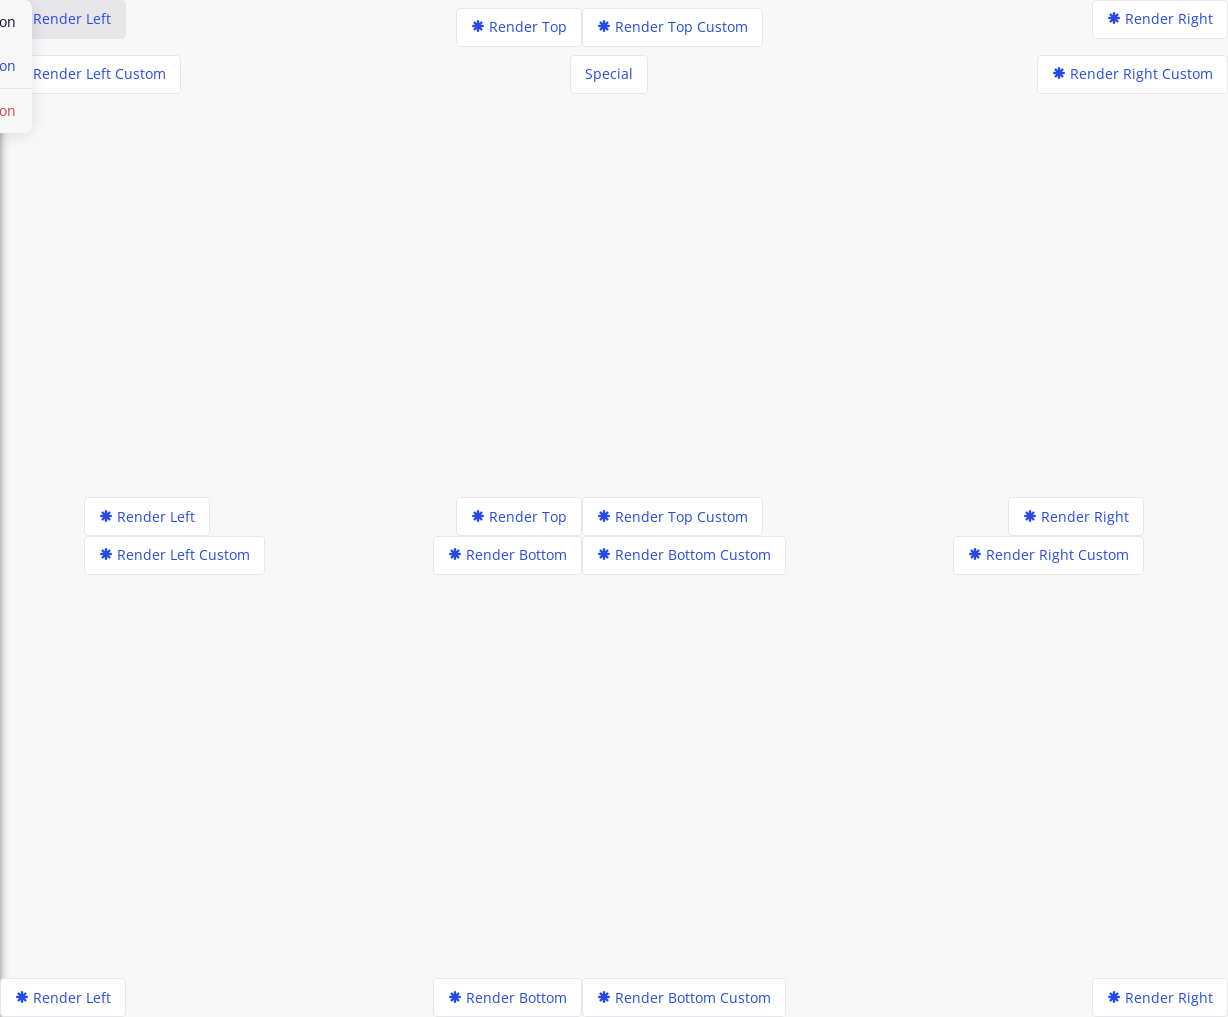 on
Render Left
Render Top
Render Top Custom
Render Right
on
Render Left Custom
Special
Render Right Custom
on
Render Left
Render Top
Render Top Custom
Render Right
Render Left Custom
Render Bottom
Render Bottom Custom
Render Right Custom
Render Left
Render Bottom
Render Bottom Custom
Render Right